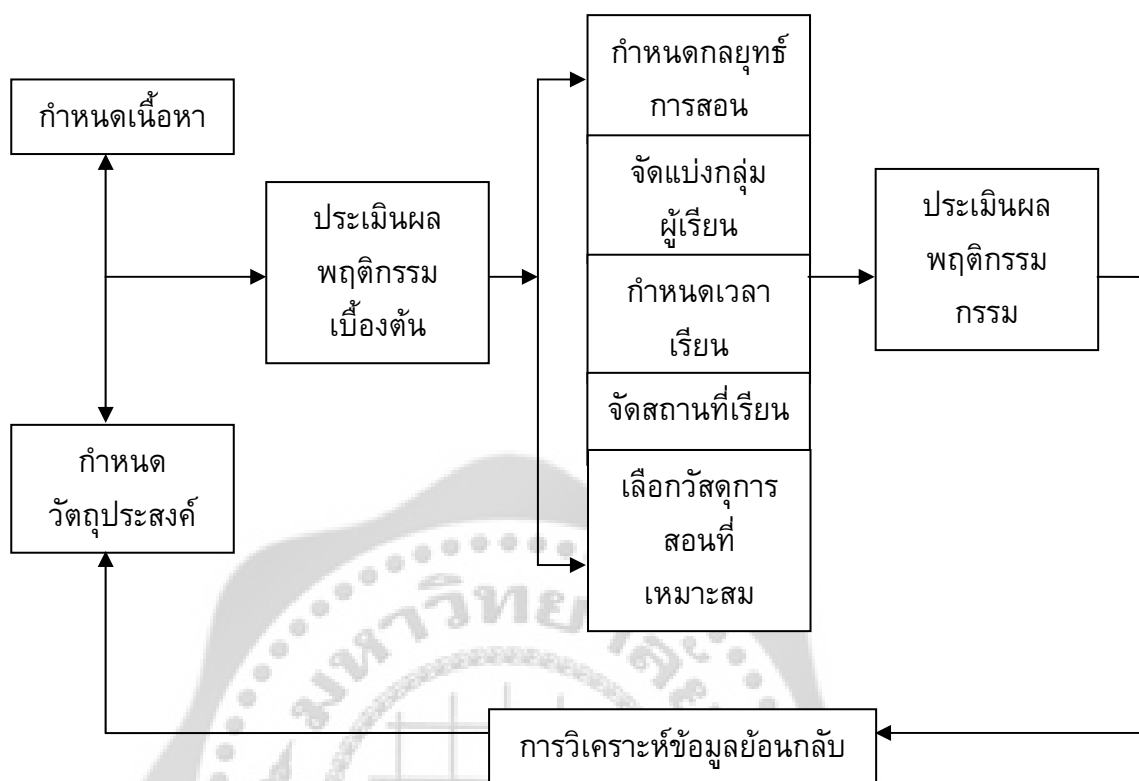 กำหนดเนื้อหา
ประเมินผล
พฤติกรรม
เบื้องต้น
กำหนด
วัตถุประสงค์
กำหนดกลยุทธ์
การสอน
จัดแบ่งกลุ่ม
ผู้เรียน
กำหนดเวลา
เรียน
จัดสถานที่เรียน
เลือกวัสดุการ
สอนที่
เหมาะสม
ประเมินผล
พฤติกรรม
กรรม
การวิเคราะห์ข้อมูลย้อนกลับ